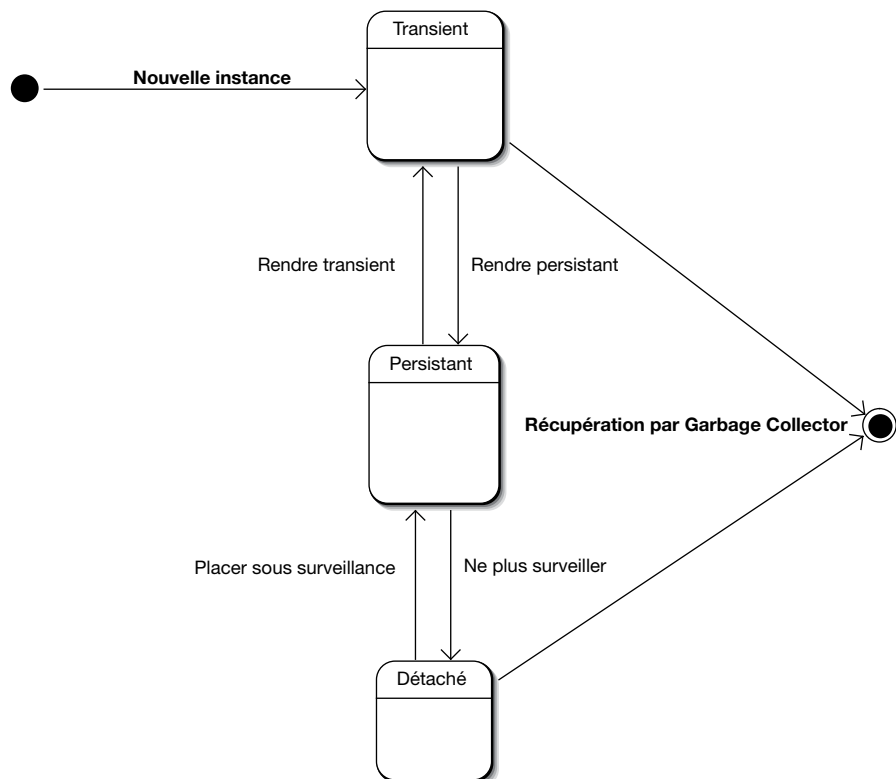 Transient
Nouvelle instance
Rendre transient
Rendre persistant
Persistant
Récupération par Garbage Collector
Placer sous surveillance
Ne plus surveiller
Détaché